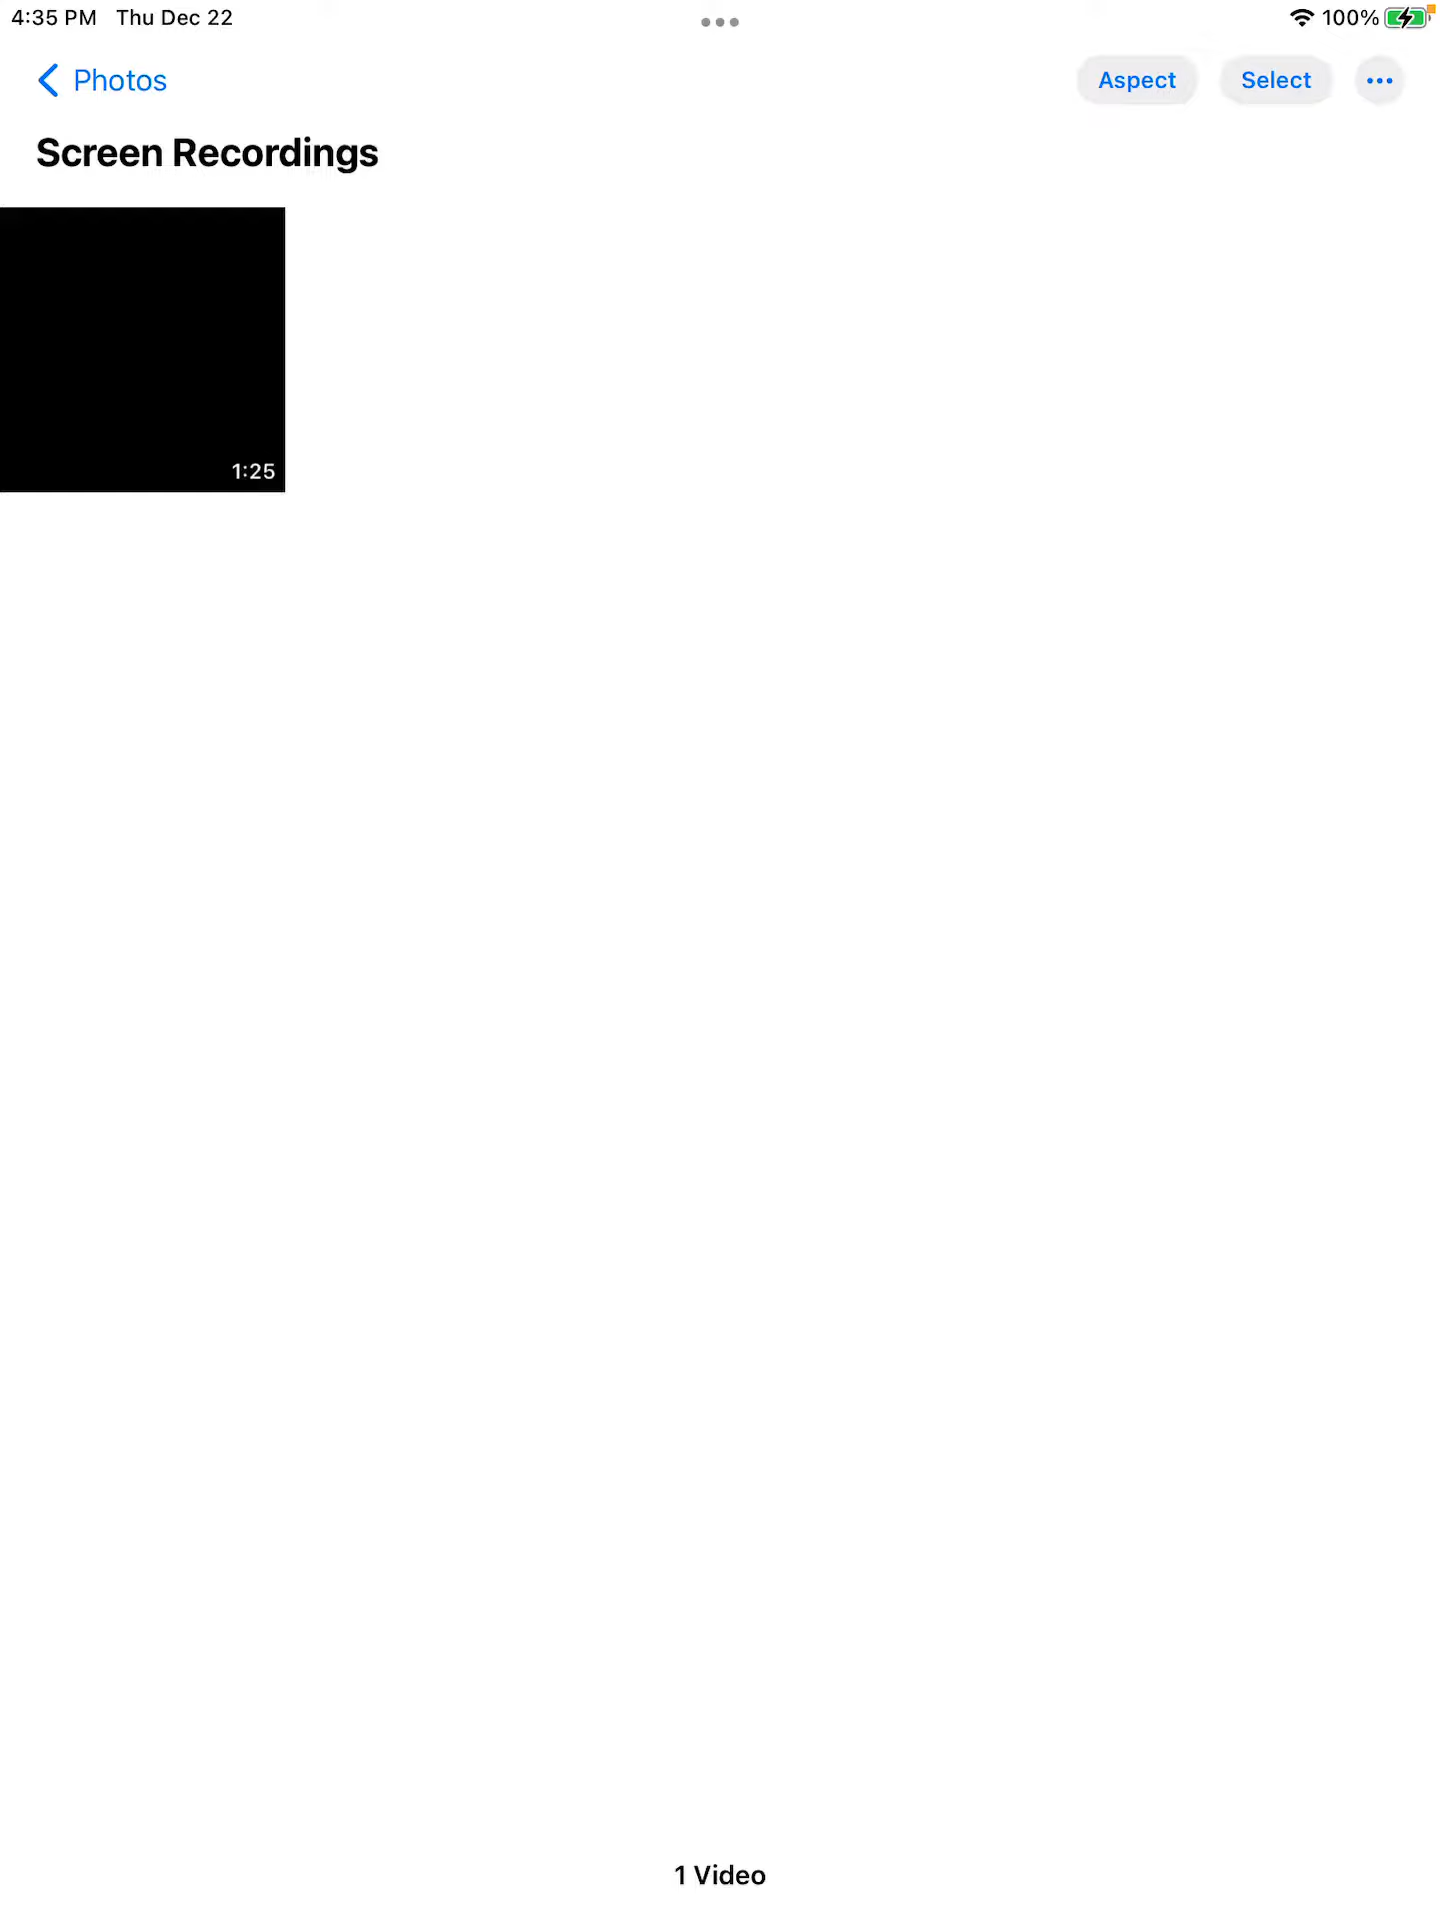 4:35 PM Thu Dec 22
100%
Photos
Aspect
Select
Screen Recordings
1:25
1 Video